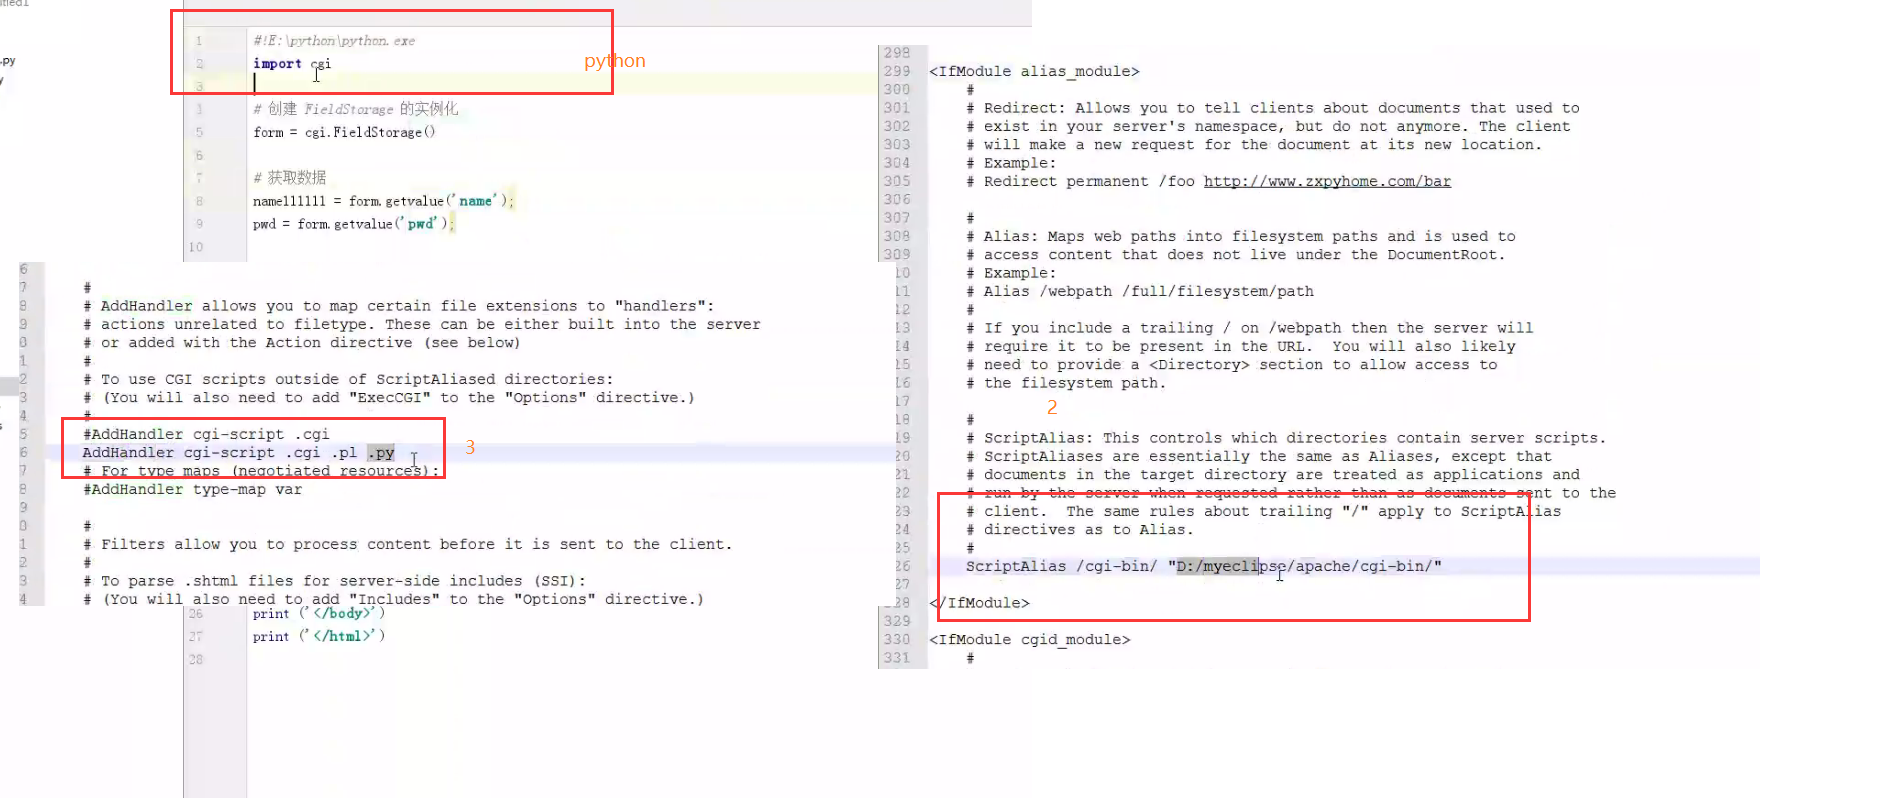 .py
1 #!E:\python\python.exe
2 import cgi
python
3
# 创建 FieldStorage 的实例化
5 form = cgi.FieldStorage()
6
7 # 获取数据
8 name111111 = form.getvalue('name');
9 pwd = form.getvalue('pwd');
10
6
7 #
8 # AddHandler allows you to map certain file extensions to "handlers":
9 # actions unrelated to filetype. These can be either built into the server
0 # or added with the Action directive (see below)
1 #
2 # To use CGI scripts outside of ScriptAliased directories:
3 # (You will also need to add "ExecCGI" to the "Options" directive.)
4 #
5 #AddHandler cgi-script .cgi
6 AddHandler cgi-script .cgi .pl .py
3
7 # For type maps (negotiated resources):
8 #AddHandler type-map var
9
0 #
1 # Filters allow you to process content before it is sent to the client.
2 #
3 # To parse .shtml files for server-side includes (SSI):
4 # (You will also need to add "Includes" to the "Options" directive.)
26 print ('</body>')
27 print ('</html>')
28
298
299 <IfModule alias_module>
300 #
301 # Redirect: Allows you to tell clients about documents that used to
302 # exist in your server's namespace, but do not anymore. The client
303 # will make a new request for the document at its new location.
304 # Example:
305 # Redirect permanent /foo http://www.zxpyhome.com/bar
306
307 #
308 # Alias: Maps web paths into filesystem paths and is used to
309 # access content that does not live under the DocumentRoot.
10 # Example:
11 # Alias /webpath /full/filesystem/path
12 #
13 # If you include a trailing / on /webpath then the server will
14 # require it to be present in the URL.  You will also likely
15 # need to provide a <Directory> section to allow access to
16 # the filesystem path.
17
2
18 #
19 # ScriptAlias: This controls which directories contain server scripts.
20 # ScriptAliases are essentially the same as Aliases, except that
21 # documents in the target directory are treated as applications and
22 # run by the server when requested rather than as documents sent to the
23 # client.  The same rules about trailing "/" apply to ScriptAlias
24 # directives as to Alias.
25 #
26 ScriptAlias /cgi-bin/ "D:/myeclipse/apache/cgi-bin/"
27
328 </IfModule>
329
330 <IfModule cgid_module>
331 #